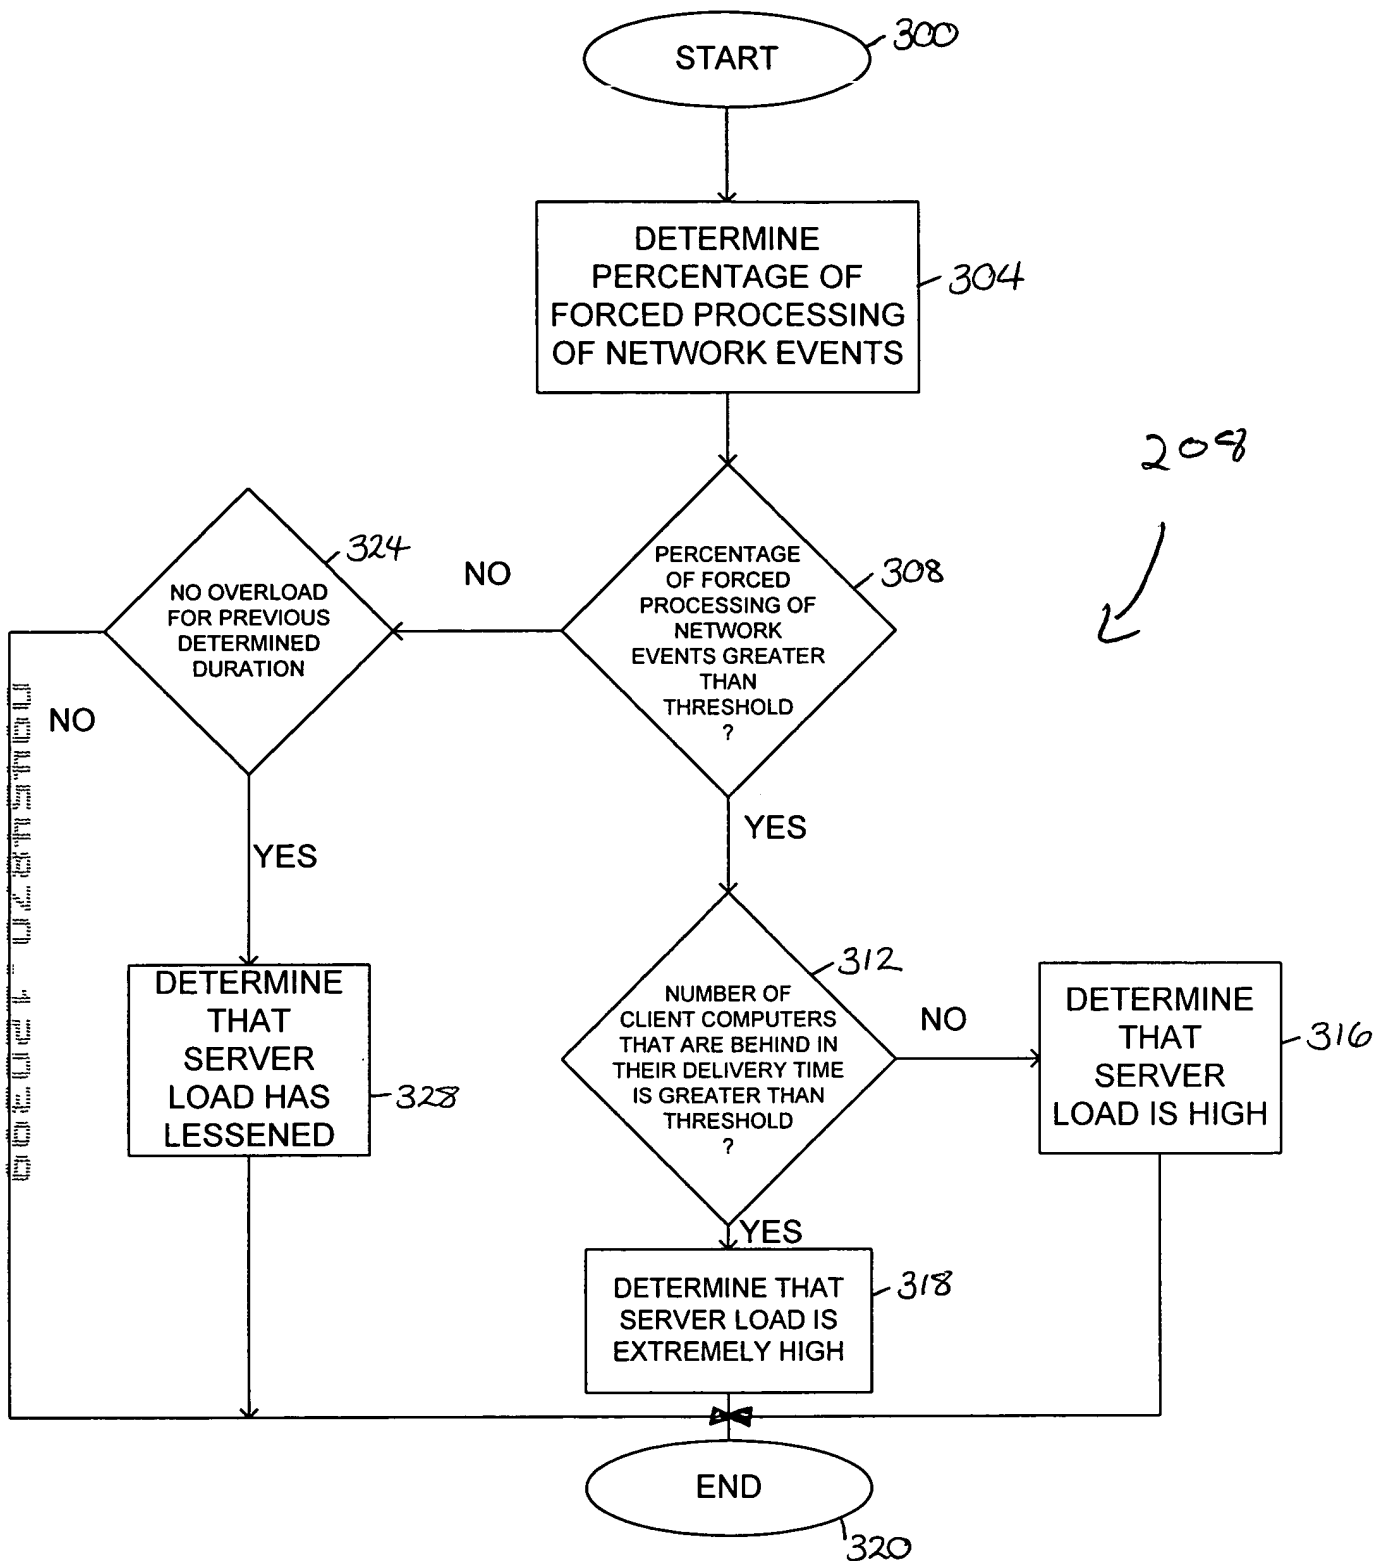 START
300
DETERMINE
PERCENTAGE OF
FORCED PROCESSING
OF NETWORK EVENTS
304
208
324
NO OVERLOAD
FOR PREVIOUS
DETERMINED
DURATION
NO
PERCENTAGE
OF FORCED
PROCESSING OF
NETWORK
EVENTS GREATER
THAN
THRESHOLD
?
308
NO
YES
YES
312
NUMBER OF
CLIENT COMPUTERS
THAT ARE BEHIND IN
THEIR DELIVERY TIME
IS GREATER THAN
THRESHOLD
?
NO
DETERMINE
THAT
SERVER
LOAD IS HIGH
316
DETERMINE
THAT
SERVER
LOAD HAS
LESSENED
328
YES
DETERMINE THAT
SERVER LOAD IS
EXTREMELY HIGH
318
END
320